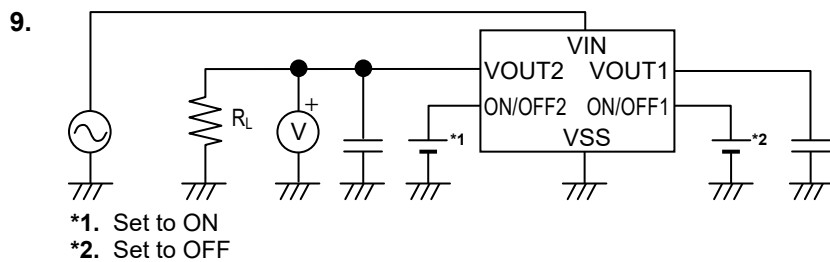 9.
VIN
VOUT2 VOUT1
ON/OFF2 ON/OFF1
VSS
RL
+
V
*1
*2
*1. Set to ON
*2. Set to OFF